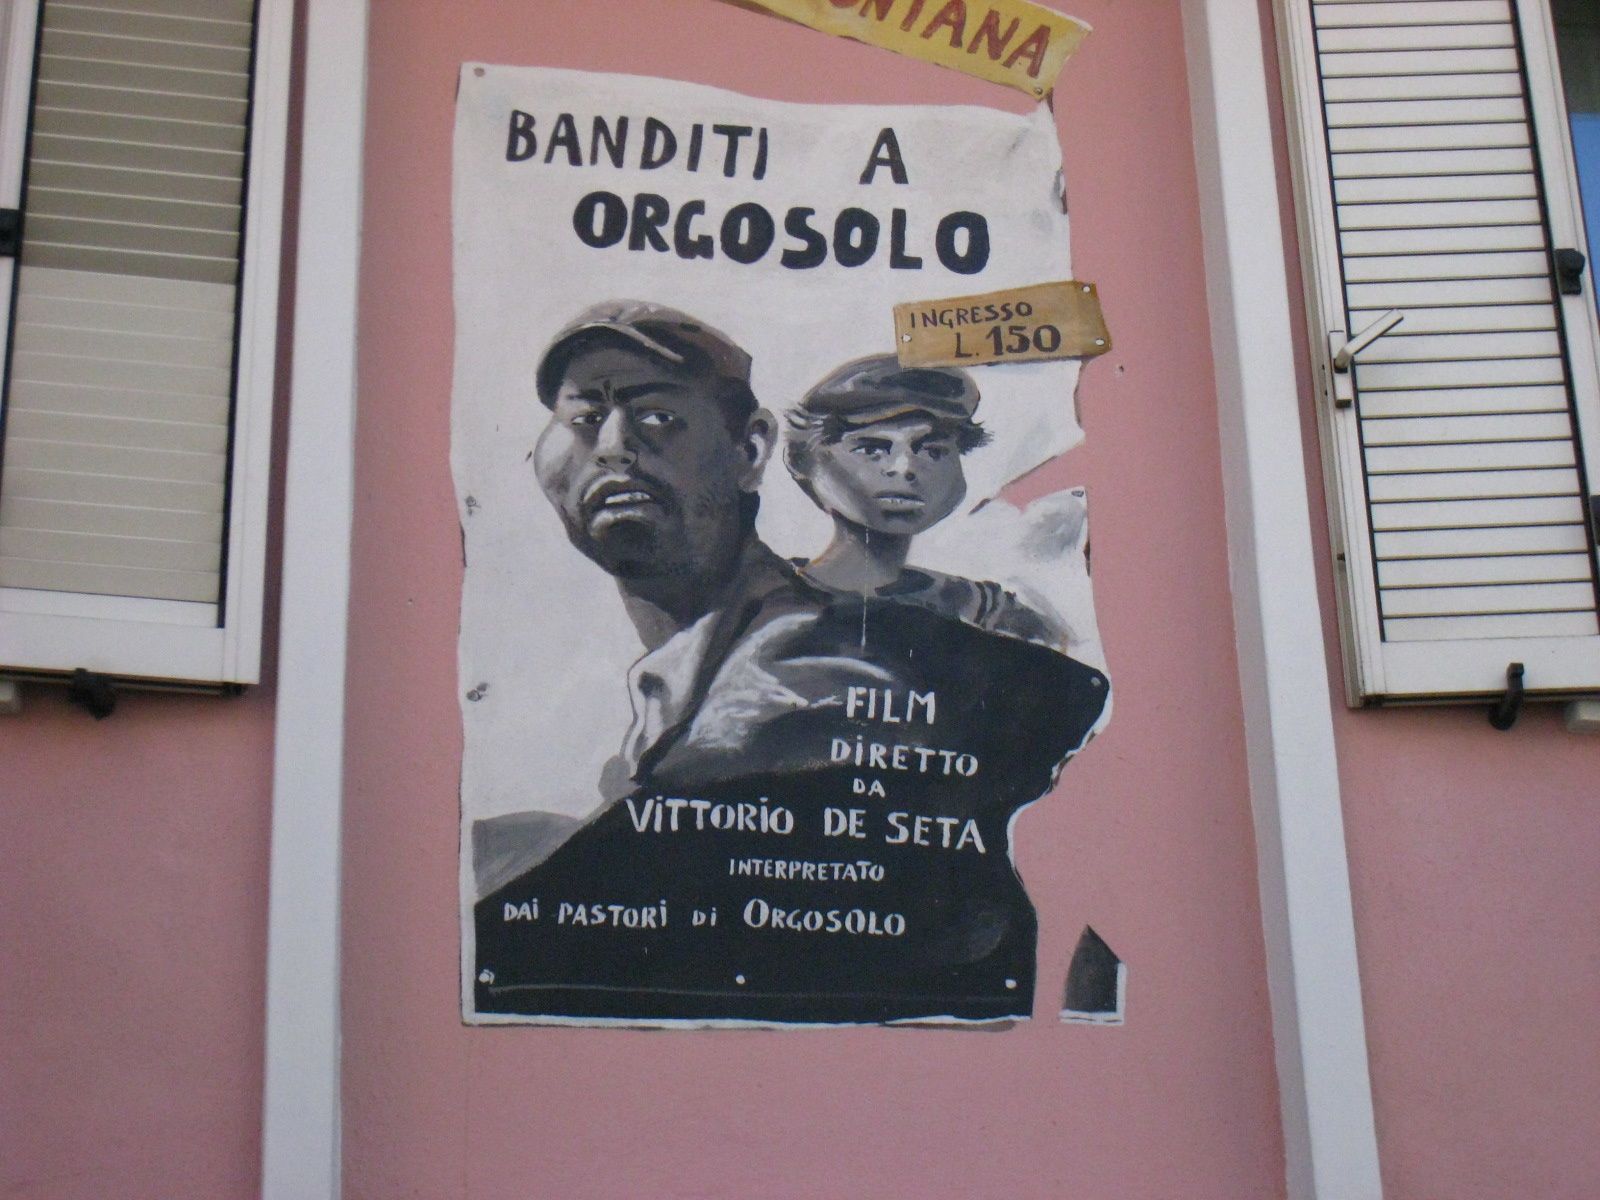 BANDITI A
ORGOSOLO
INGRESSO
L. 150
FILM
DIRETTO
DA
VITTORIO DE SETA
INTERPRETATO
DAI PASTORI DI ORGOSOLO